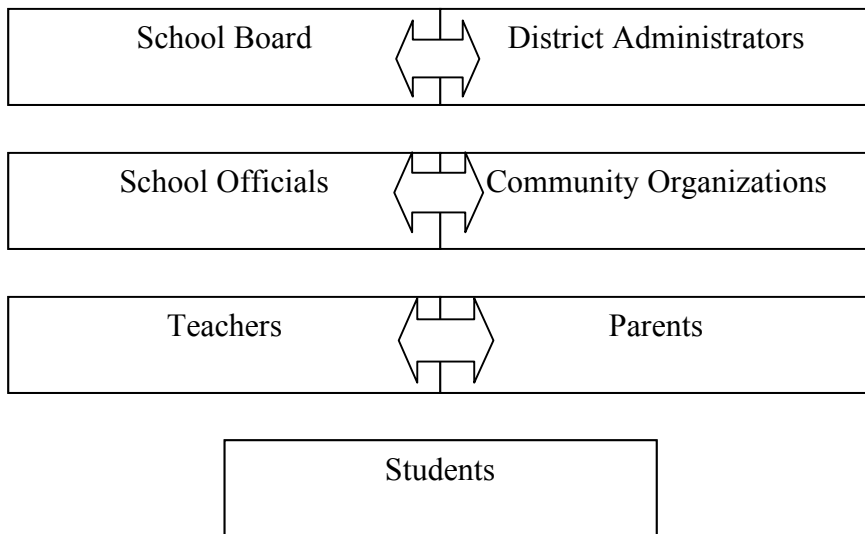 School Board
District Administrators
School Officials
Community Organizations
Teachers
Parents
Students